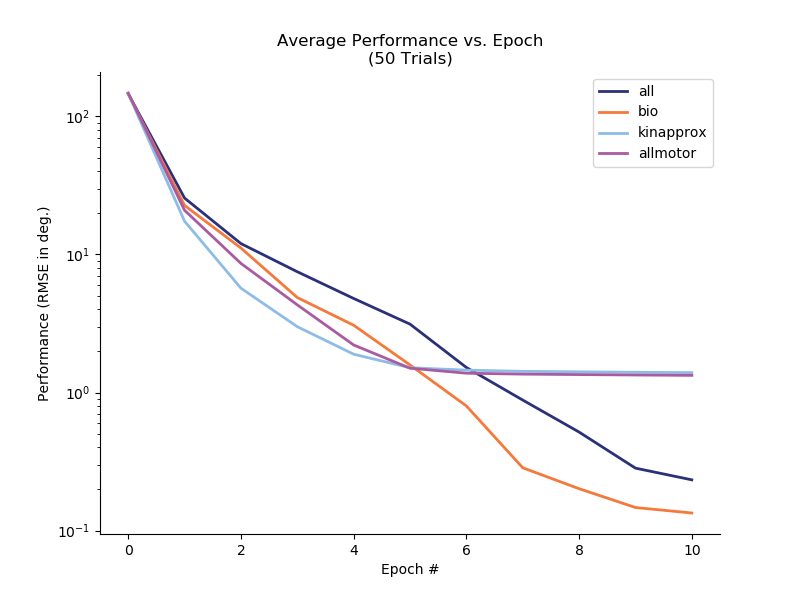 Average Performance vs. Epoch
(50 Trials)
all
bio
kinapprox
allmotor
Performance (RMSE in deg.)
10²
10¹
10⁰
10⁻¹
0 2 4 6 8 10
Epoch #